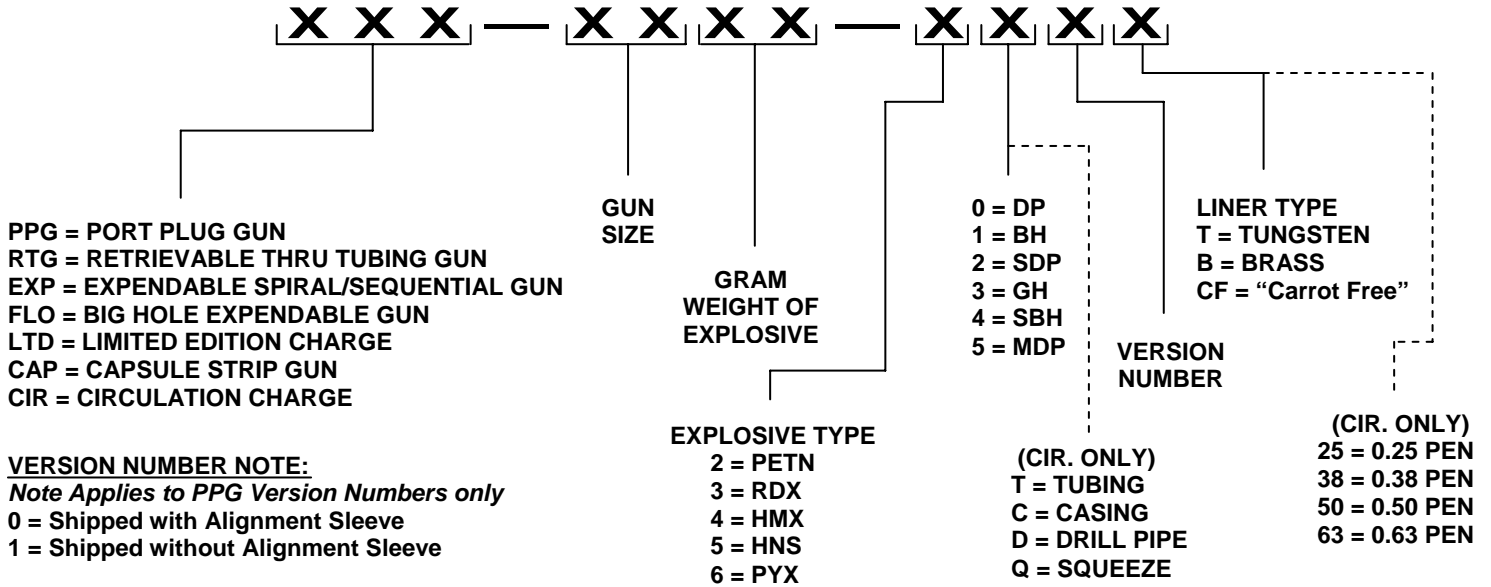 X X X — X X X X — X X X X
PPG = PORT PLUG GUN
RTG = RETRIEVABLE THRU TUBING GUN
EXP = EXPENDABLE SPIRAL/SEQUENTIAL GUN
FLO = BIG HOLE EXPENDABLE GUN
LTD = LIMITED EDITION CHARGE
CAP = CAPSULE STRIP GUN
CIR = CIRCULATION CHARGE
VERSION NUMBER NOTE:
Note Applies to PPG Version Numbers only
0 = Shipped with Alignment Sleeve
1 = Shipped without Alignment Sleeve
GUN
SIZE
GRAM
WEIGHT OF
EXPLOSIVE
EXPLOSIVE TYPE
2 = PETN
3 = RDX
4 = HMX
5 = HNS
6 = PYX
0 = DP
1 = BH
2 = SDP
3 = GH
4 = SBH
5 = MDP
(CIR. ONLY)
T = TUBING
C = CASING
D = DRILL PIPE
Q = SQUEEZE
VERSION
NUMBER
LINER TYPE
T = TUNGSTEN
B = BRASS
CF = “Carrot Free”
(CIR. ONLY)
25 = 0.25 PEN
38 = 0.38 PEN
50 = 0.50 PEN
63 = 0.63 PEN